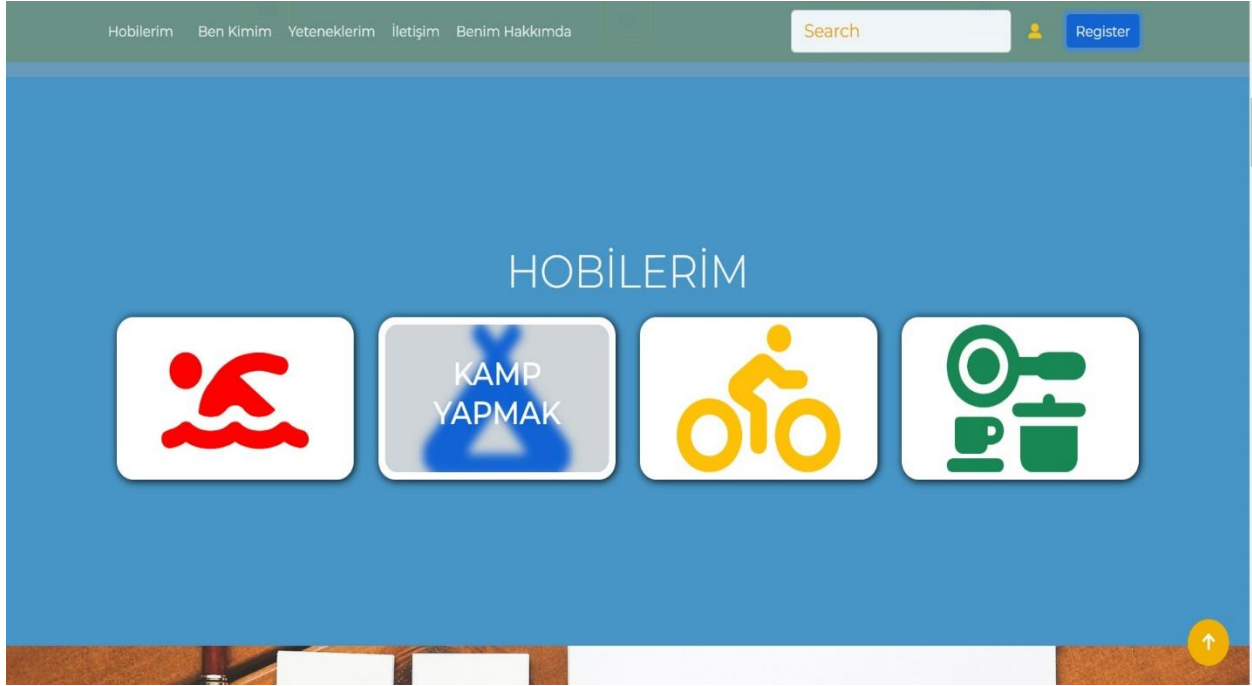 Hobilerim Ben Kimim Yeteneklerim İletişim Benim Hakkımda Search Register
HOBİLERİM
KAMP
YAPMAK